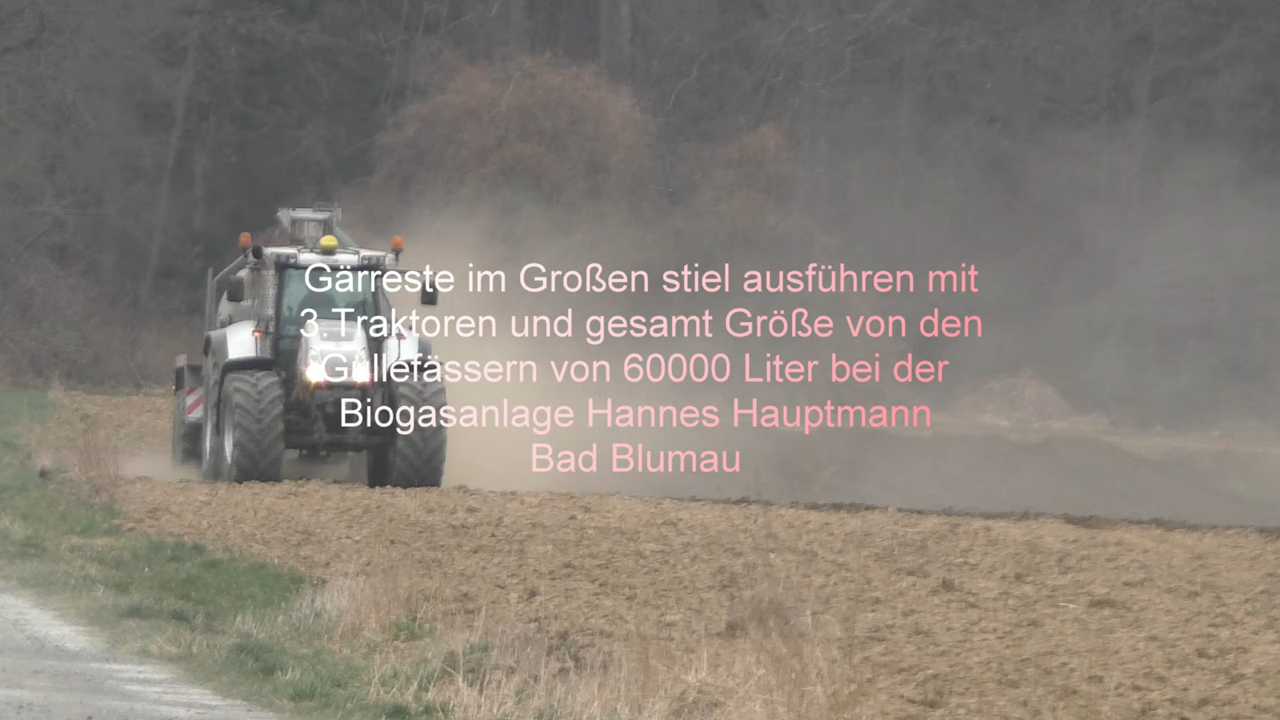 Gärreste im Großen stiel ausführen mit
3.Traktoren und gesamt Größe von den
Güllefässern von 60000 Liter bei der
Biogasanlage Hannes Hauptmann
Bad Blumau